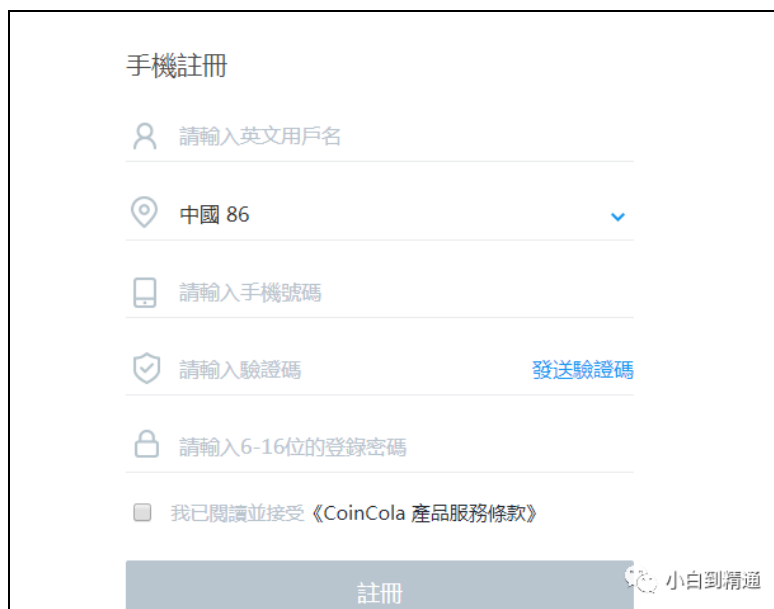 手機註冊
請輸入英文用戶名
中國 86
請輸入手機號碼
請輸入驗證碼 發送驗證碼
請輸入6-16位的登錄密碼
我已閱讀並接受《CoinCola 產品服務條款》
註冊
小白到精通